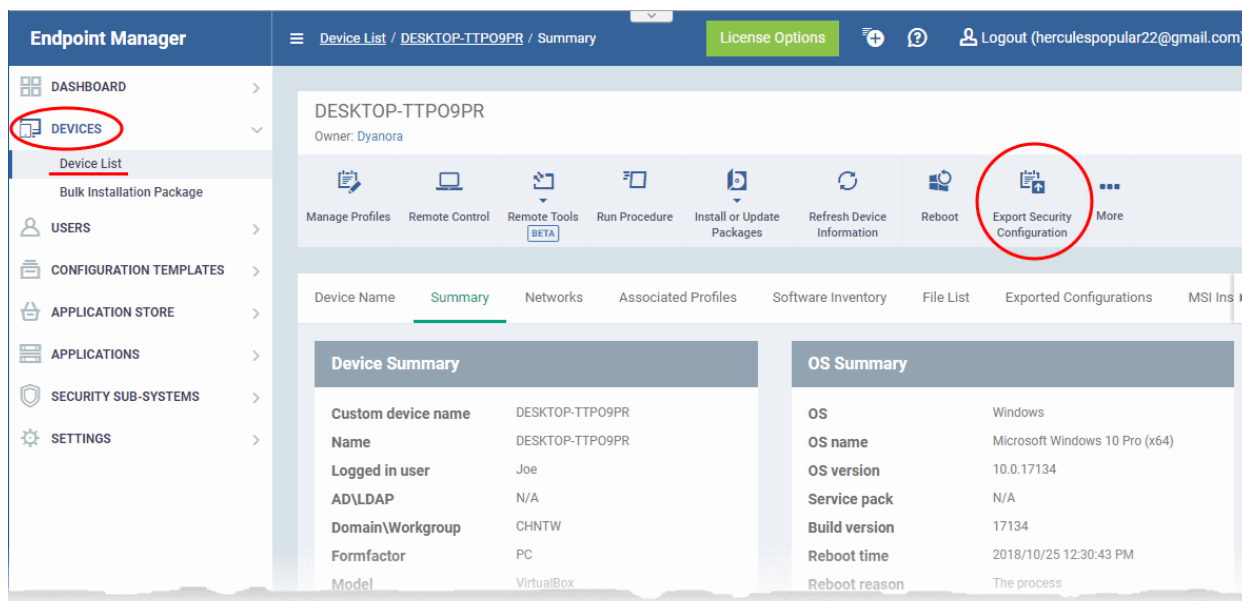 Endpoint Manager
Device List / DESKTOP-TTPO9PR / Summary
License Options
Logout (herculespopular22@gmail.com)
DASHBOARD
DEVICES
Device List
Bulk Installation Package
USERS
CONFIGURATION TEMPLATES
APPLICATION STORE
APPLICATIONS
SECURITY SUB-SYSTEMS
SETTINGS
DESKTOP-TTPO9PR
Owner: Dyanora
Manage Profiles
Remote Control
Remote Tools
BETA
Run Procedure
Install or Update
Packages
Refresh Device
Information
Reboot
Export Security
Configuration
More
Device Name Summary Networks Associated Profiles Software Inventory File List Exported Configurations MSI Ins
Device Summary
Custom device name DESKTOP-TTPO9PR
Name DESKTOP-TTPO9PR
Logged in user Joe
AD\LDAP N/A
Domain\Workgroup CHNTW
Formfactor PC
Model VirtualBox
OS Summary
OS Windows
OS name Microsoft Windows 10 Pro (x64)
OS version 10.0.17134
Service pack N/A
Build version 17134
Reboot time 2018/10/25 12:30:43 PM
Reboot reason The process